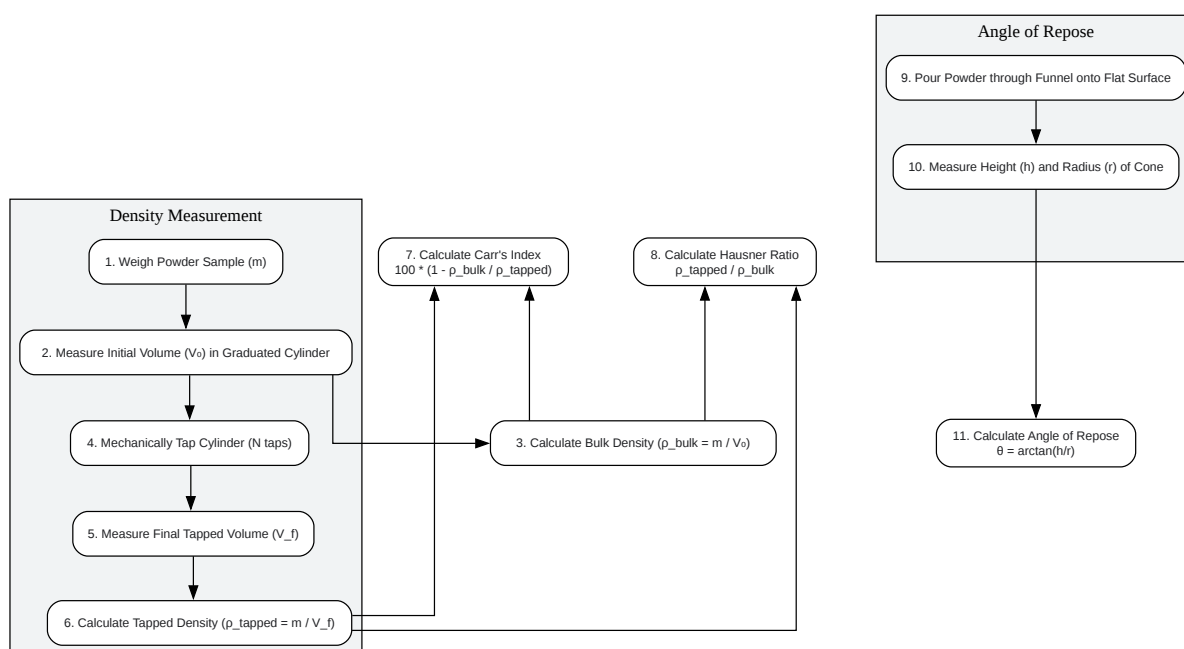 Angle of Repose
9. Pour Powder through Funnel onto Flat Surface
10. Measure Height (h) and Radius (r) of Cone
Density Measurement
1. Weigh Powder Sample (m)
7. Calculate Carr's Index
100 * (1 - ρ_bulk / ρ_tapped)
8. Calculate Hausner Ratio
ρ_tapped / ρ_bulk
2. Measure Initial Volume (V₀) in Graduated Cylinder
4. Mechanically Tap Cylinder (N taps)
3. Calculate Bulk Density (ρ_bulk = m / V₀)
11. Calculate Angle of Repose
θ = arctan(h/r)
5. Measure Final Tapped Volume (V_f)
6. Calculate Tapped Density (ρ_tapped = m / V_f)